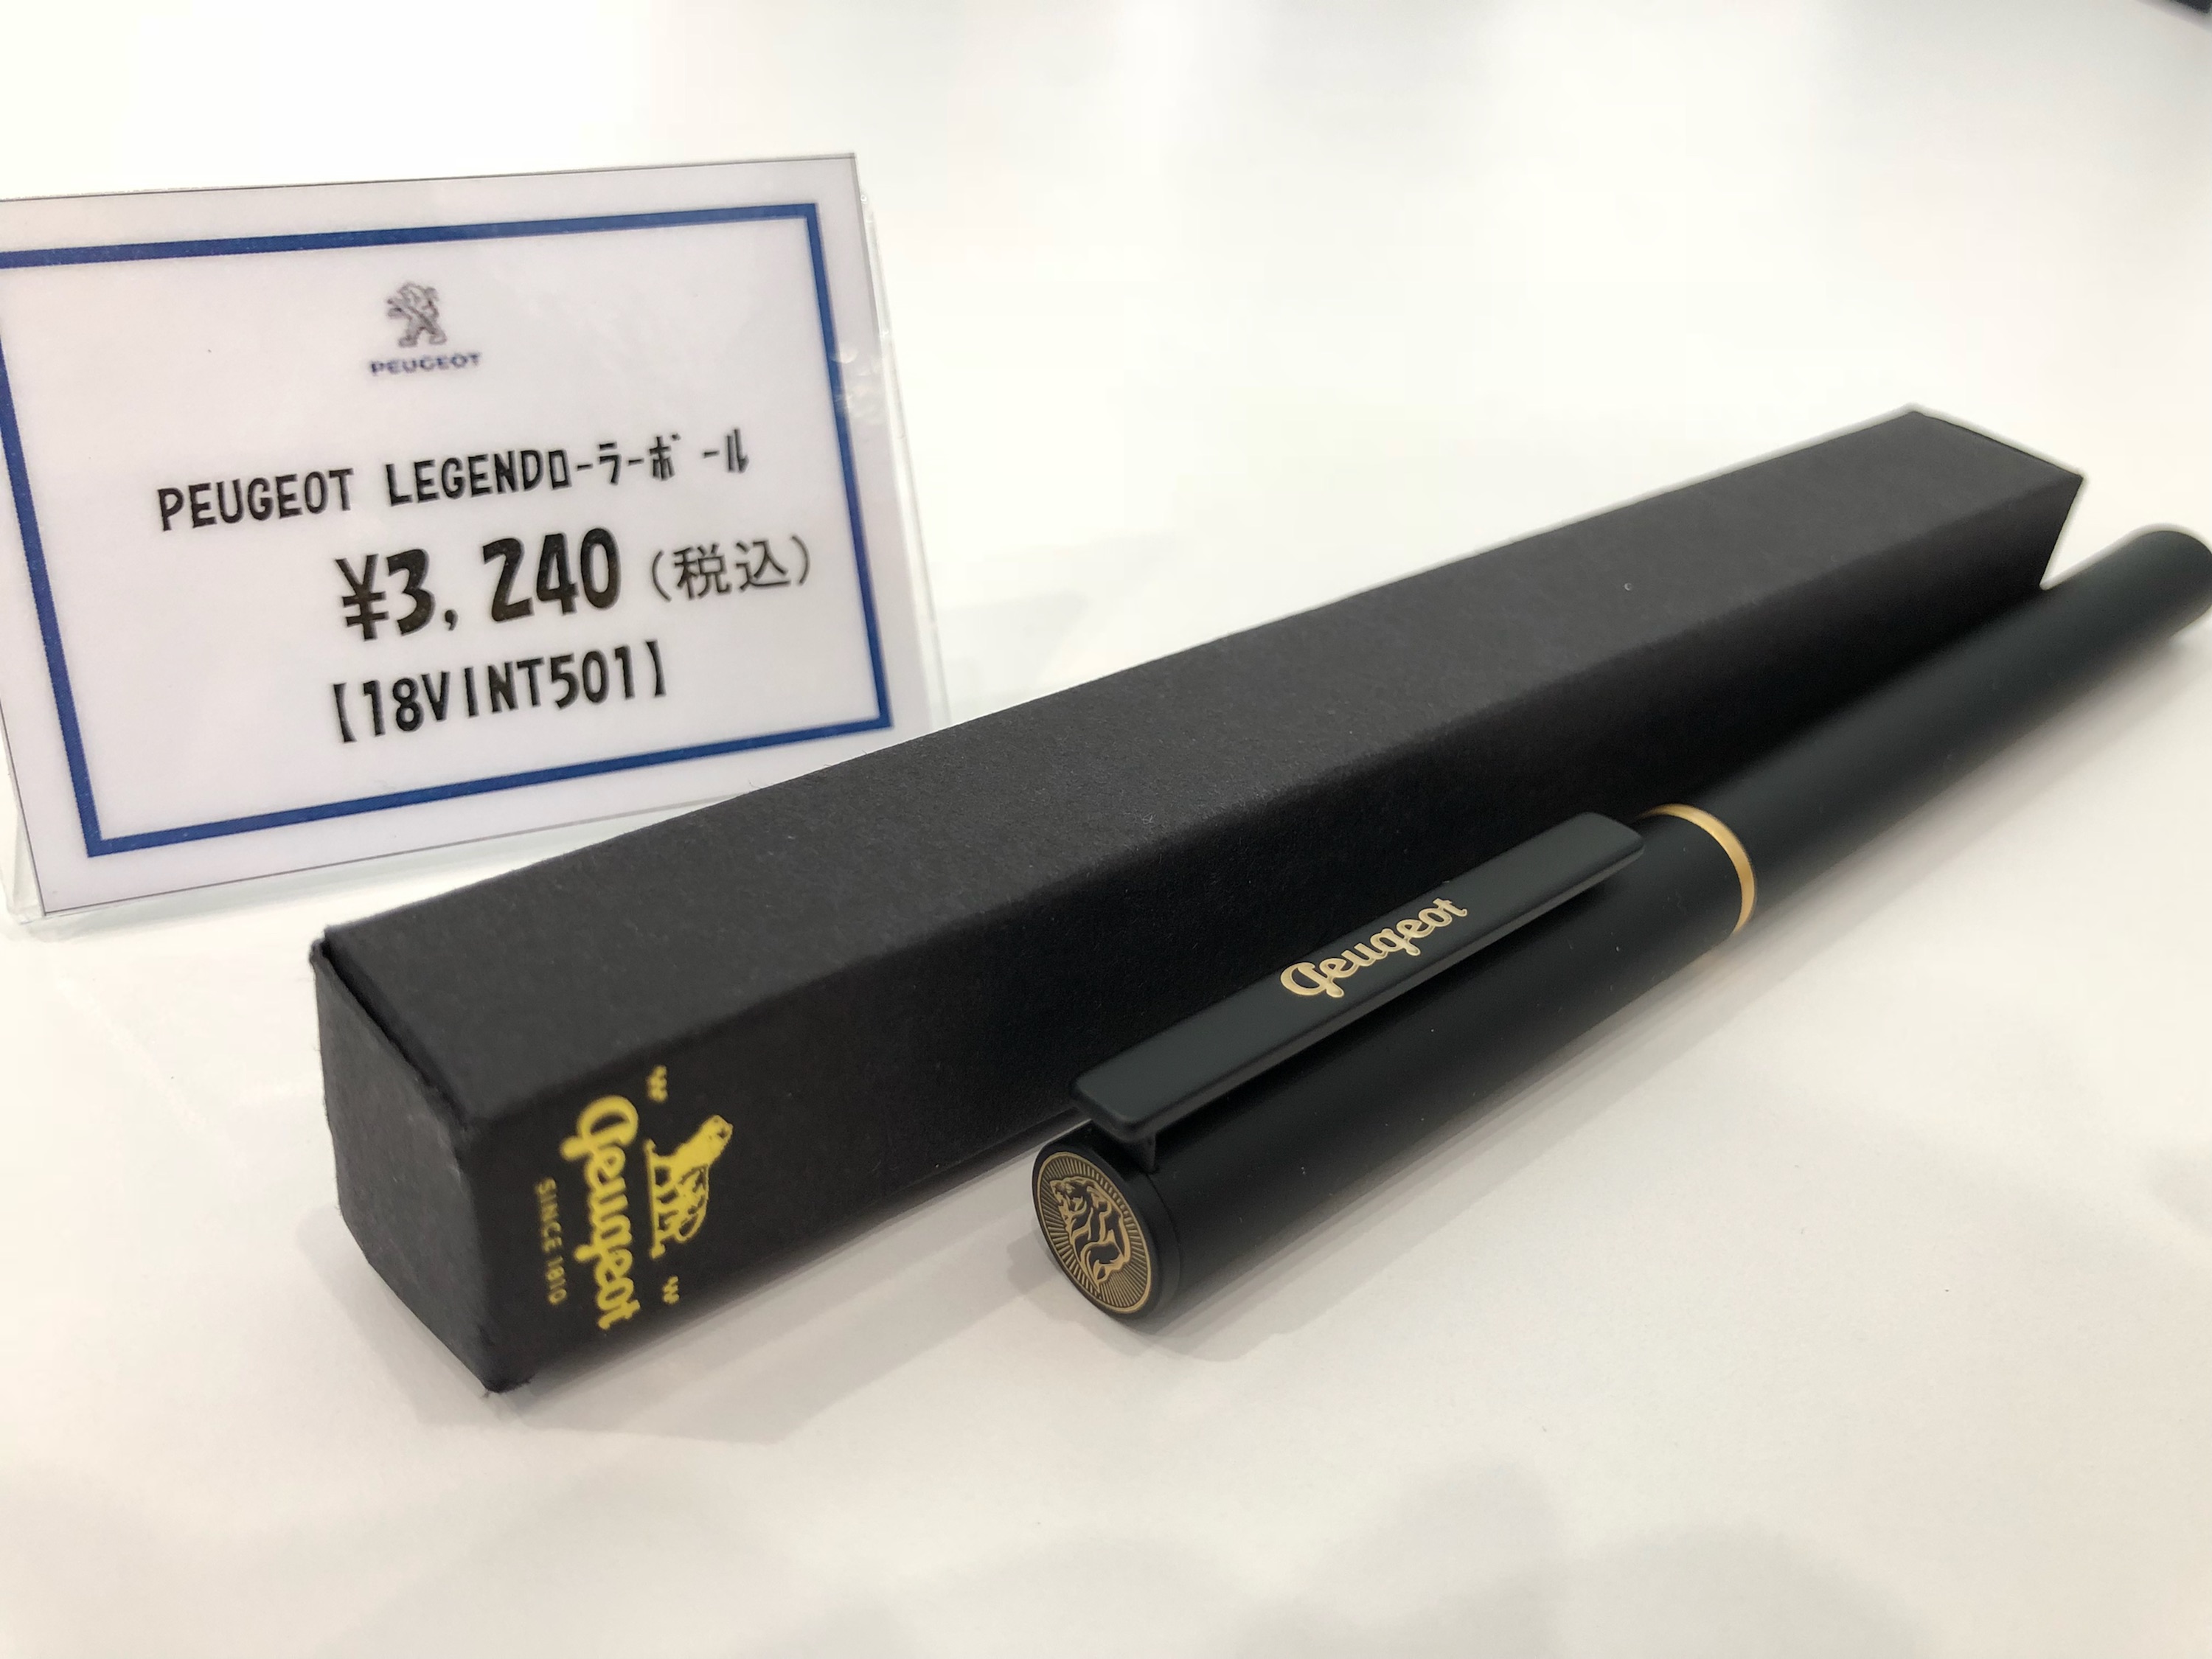 PEUGEOT
PEUGEOT LEGENDﾛｰﾗｰﾎﾞｰﾙ
¥3,240(税込)
【18VINT501】
Peugeot
SINCE 1810
Peugeot